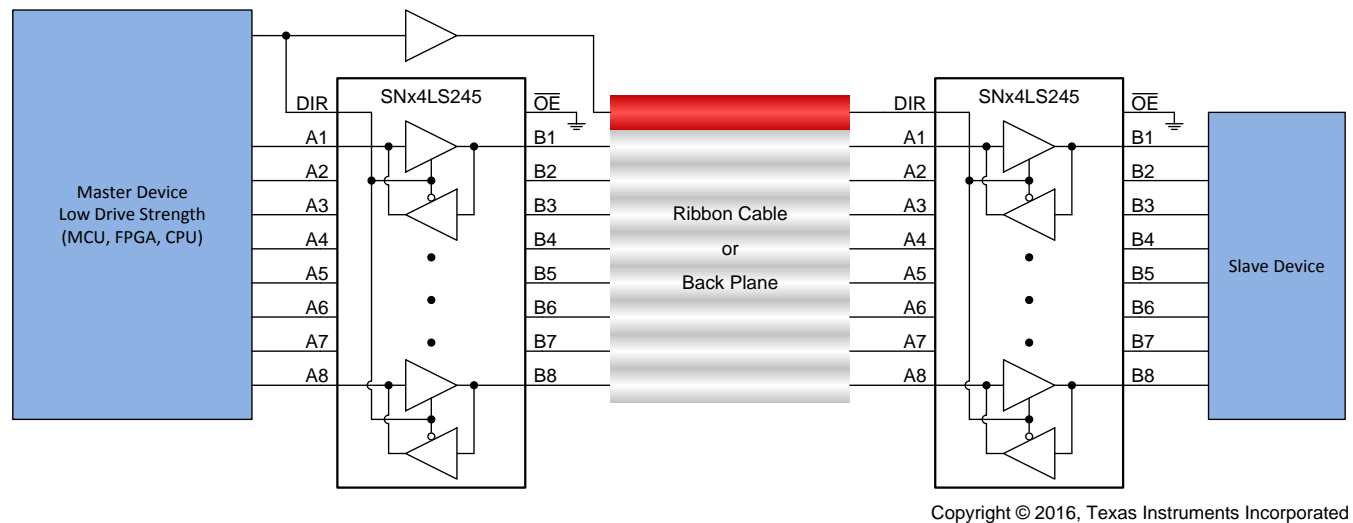 SNx4LS245
SNx4LS245
DIR
OE
DIR
OE
A1
B1
A1
B1
A2
B2
A2
B2
Master Device
Low Drive Strength
(MCU, FPGA, CPU)
A3
B3
Ribbon Cable
or
Back Plane
A3
B3
A4
B4
A4
B4
Slave Device
A5
B5
A5
B5
A6
B6
A6
B6
A7
B7
A7
B7
A8
B8
A8
B8
Copyright © 2016, Texas Instruments Incorporated